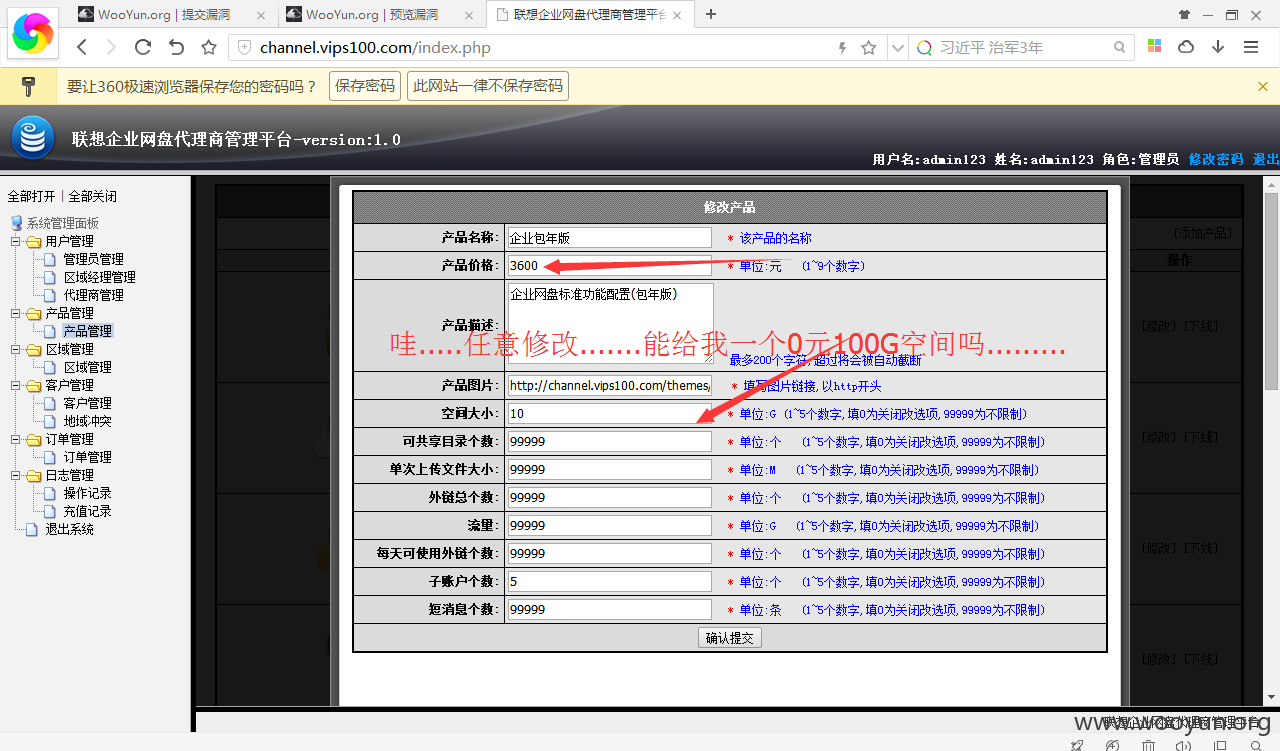 WooYun.org | 提交漏洞
WooYun.org | 预览漏洞
联想企业网盘代理商管理平台
channel.vips100.com/index.php
习近平 治军3年
要让360极速浏览器保存您的密码吗？ 保存密码 此网站一律不保存密码
联想企业网盘代理商管理平台-version:1.0
用户名:admin123 姓名:admin123 角色:管理员 修改密码 退出
全部打开 | 全部关闭
系统管理面板
用户管理
管理员管理
区域经理管理
代理商管理
产品管理
产品管理
区域管理
区域管理
客户管理
客户管理
地域冲突
订单管理
订单管理
日志管理
操作记录
充值记录
退出系统
[添加产品]
操作
[修改] [下线]
[修改] [下线]
[修改] [下线]
[修改] [下线]
修改产品
产品名称: 企业包年版 * 该产品的名称
产品价格: 3600 * 单位:元 (1~9个数字)
产品描述: 企业网盘标准功能配置(包年版)
最多200个字符,超过将会被自动截断
哇.....任意修改.......能给我一个0元100G空间吗.........
产品图片: http://channel.vips100.com/themes/ * 填写图片链接,以http开头
空间大小: 10 * 单位:G (1~5个数字,填0为关闭改选项,99999为不限制)
可共享目录个数: 99999 * 单位:个 (1~5个数字,填0为关闭改选项,99999为不限制)
单次上传文件大小: 99999 * 单位:M (1~5个数字,填0为关闭改选项,99999为不限制)
外链总个数: 99999 * 单位:个 (1~5个数字,填0为关闭改选项,99999为不限制)
流量: 99999 * 单位:G (1~5个数字,填0为关闭改选项,99999为不限制)
每天可使用外链个数: 99999 * 单位:个 (1~5个数字,填0为关闭改选项,99999为不限制)
子账户个数: 5 * 单位:个 (1~5个数字,填0为关闭改选项,99999为不限制)
短消息个数: 99999 * 单位:条 (1~5个数字,填0为关闭改选项,99999为不限制)
确认提交
联想企业网盘代理商管理平台
www.wooyun.org